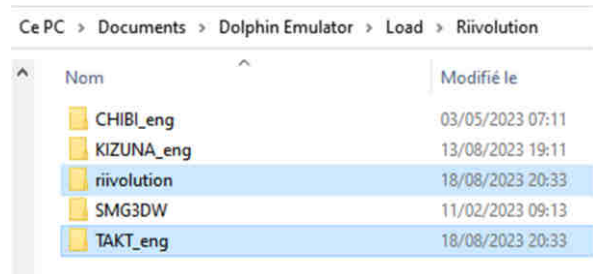 Ce PC > Documents > Dolphin Emulator > Load > Riivolution
Nom Modifié le
CHIBI_eng 03/05/2023 07:11
KIZUNA_eng 13/08/2023 19:11
riivolution 18/08/2023 20:33
SMG3DW 11/02/2023 09:13
TAKT_eng 18/08/2023 20:33